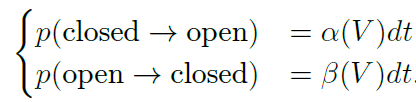 p(closed → open) = α(V)dt
p(open → closed) = β(V)dt.